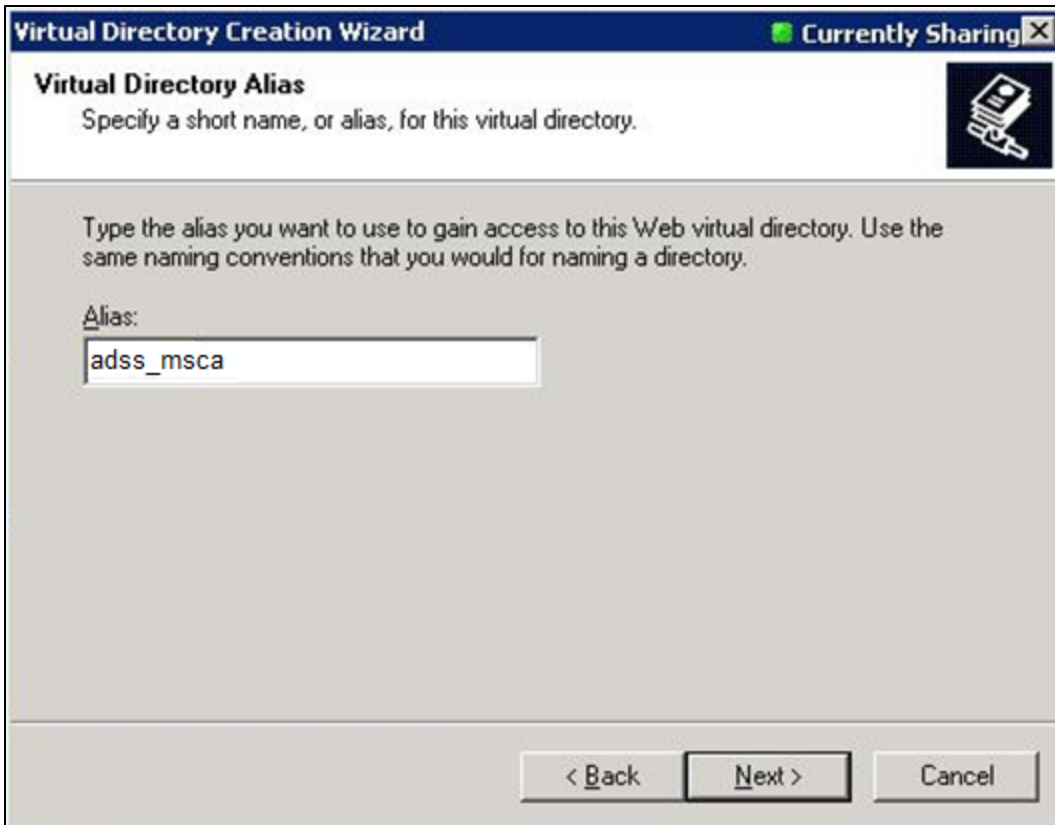 Virtual Directory Creation Wizard
Currently Sharing
Virtual Directory Alias
Specify a short name, or alias, for this virtual directory.
Type the alias you want to use to gain access to this Web virtual directory. Use the
same naming conventions that you would for naming a directory.
Alias:
adss_msca
< Back
Next >
Cancel